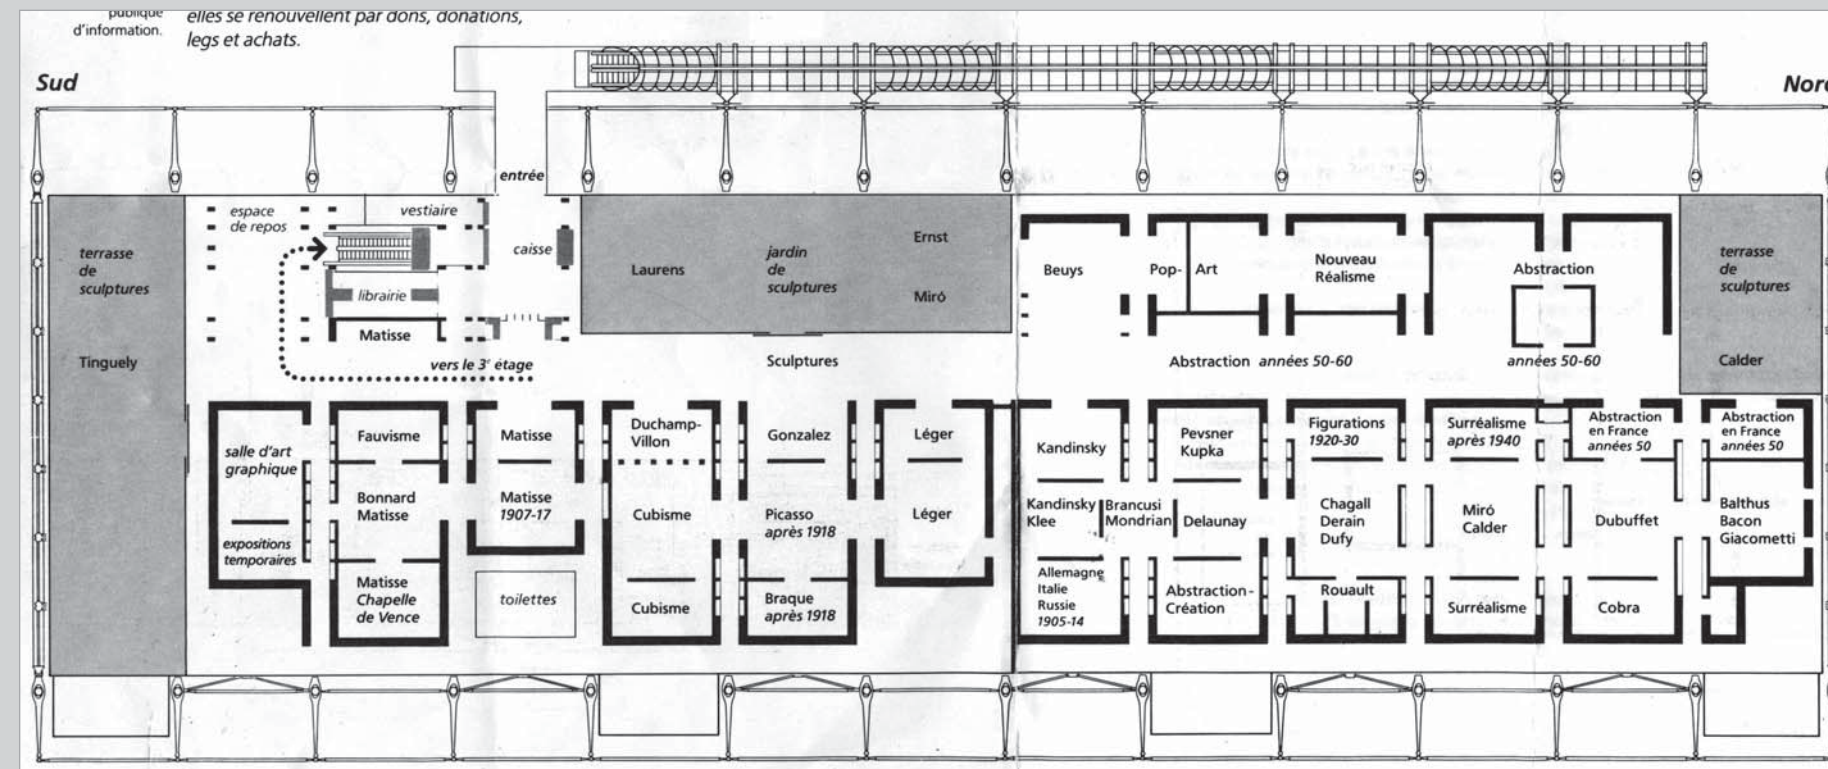 publique
d'information.
elles se renouvellent par dons, donations,
legs et achats.
Sud
Nord
entrée
espace
de repos
vestiaire
caisse
librairie
Matisse
vers le 3e étage
terrasse
de
sculptures
Tinguely
Laurens
jardin
de
sculptures
Ernst
Miró
Sculptures
Beuys
Pop- Art
Nouveau
Réalisme
Abstraction
Abstraction années 50-60
années 50-60
terrasse
de
sculptures
Calder
salle d'art
graphique
expositions
temporaires
Fauvisme
Bonnard
Matisse
Matisse
Chapelle
de Vence
Matisse
Matisse
1907-17
toilettes
Duchamp-
Villon
Cubisme
Cubisme
Gonzalez
Picasso
après 1918
Braque
après 1918
Léger
Léger
Kandinsky
Kandinsky
Klee
Brancusi
Mondrian
Allemagne
Italie
Russie
1905-14
Pevsner
Kupka
Delaunay
Abstraction-
Création
Figurations
1920-30
Chagall
Derain
Dufy
Rouault
Surréalisme
après 1940
Miró
Calder
Surréalisme
Abstraction
en France
années 50
Dubuffet
Cobra
Abstraction
en France
années 50
Balthus
Bacon
Giacometti